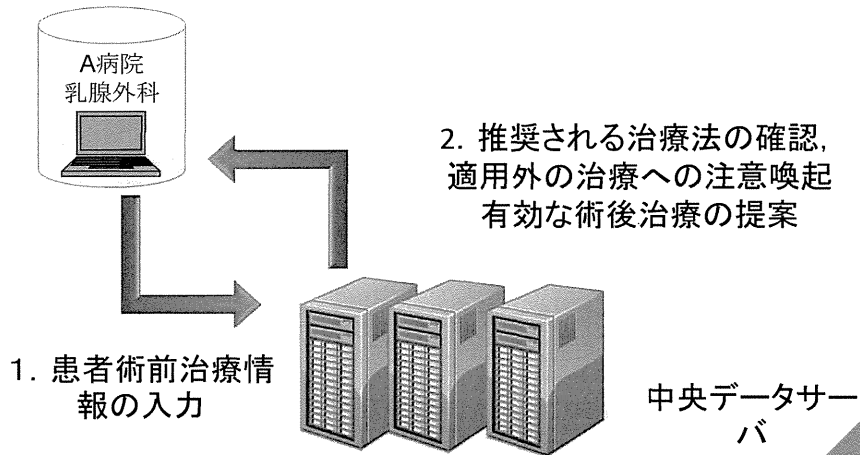 A病院
乳腺外科
2. 推奨される治療法の確認,
適用外の治療への注意喚起
有効な術後治療の提案
1. 患者術前治療情
報の入力
中央データサー
バ